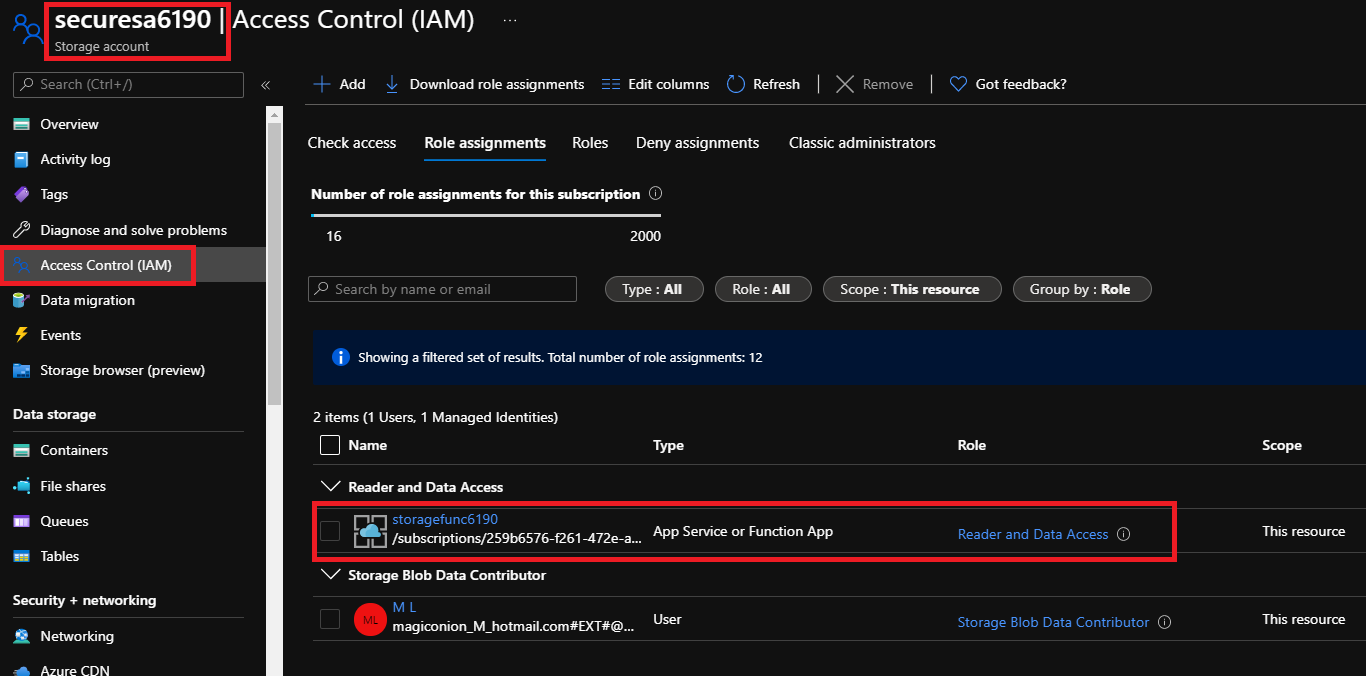 securesa6190 | Access Control (IAM) ...
Storage account
Search (Ctrl+/)
Overview
Activity log
Tags
Diagnose and solve problems
Access Control (IAM)
Data migration
Events
Storage browser (preview)
Data storage
Containers
File shares
Queues
Tables
Security + networking
Networking
Azure CDN
Add Download role assignments Edit columns Refresh Remove Got feedback?
Check access Role assignments Roles Deny assignments Classic administrators
Number of role assignments for this subscription
16 2000
Search by name or email Type : All Role : All Scope : This resource Group by : Role
Showing a filtered set of results. Total number of role assignments: 12
2 items (1 Users, 1 Managed Identities)
Name Type Role Scope
Reader and Data Access
storagefunc6190
/subscriptions/259b6576-f261-472e-a... App Service or Function App Reader and Data Access This resource
Storage Blob Data Contributor
ML M L
magiconion_M_hotmail.com#EXT#@... User Storage Blob Data Contributor This resource